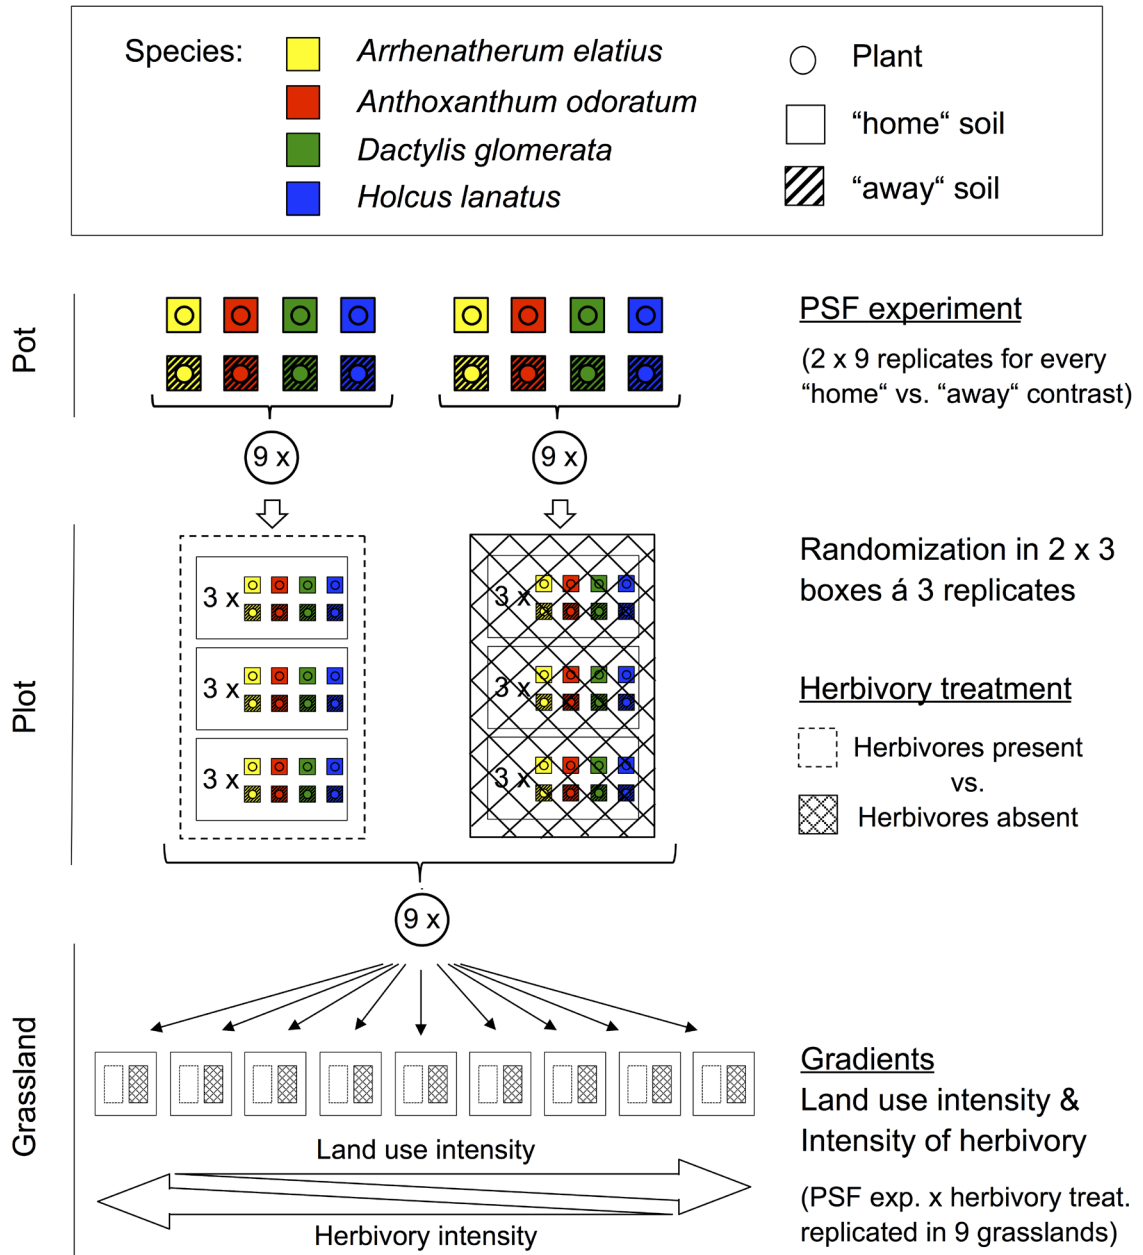 Species:
Arrhenatherum elatius
Anthoxanthum odoratum
Dactylis glomerata
Holcus lanatus
Plant
“home“ soil
“away“ soil
Pot
PSF experiment
(2 x 9 replicates for every
“home“ vs. “away“ contrast)
9 x
9 x
Plot
3 x
3 x
3 x
3 x
3 x
3 x
Randomization in 2 x 3
boxes á 3 replicates
Herbivory treatment
Herbivores present
vs.
Herbivores absent
9 x
Grassland
Land use intensity
Herbivory intensity
Gradients
Land use intensity &
Intensity of herbivory
(PSF exp. x herbivory treat.
replicated in 9 grasslands)